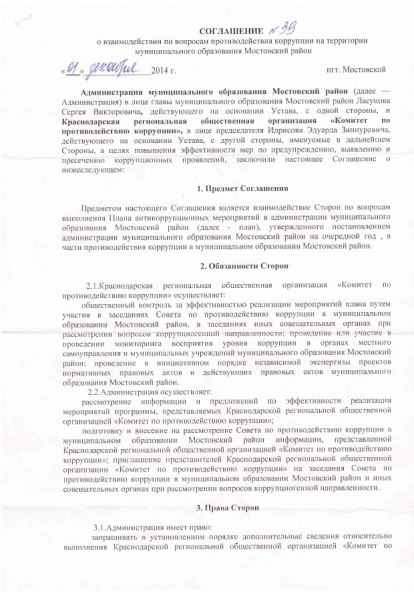 СОГЛАШЕНИЕ № 39
о взаимодействии по вопросам противодействия коррупции на территории
муниципального образования Мостовский район
«01» декабря 2014 г. пгт. Мостовской
Администрация муниципального образования Мостовский район (далее —
Администрация) в лице главы муниципального образования Мостовский район Ласунова
Сергея Викторовича, действующего на основании Устава, с одной стороны, и
Краснодарская региональная общественная организация «Комитет по
противодействию коррупции», в лице председателя Идрисова Эдуарда Зиннуровича,
действующего на основании Устава, с другой стороны, именуемые в дальнейшем
Стороны, в целях повышения эффективности мер по предупреждению, выявлению и
пресечению коррупционных проявлений, заключили настоящее Соглашение о
нижеследующем:
1. Предмет Соглашения
Предметом настоящего Соглашения является взаимодействие Сторон по вопросам
выполнения Плана антикоррупционных мероприятий в администрации муниципального
образования Мостовский район (далее - план), утвержденного постановлением
администрации муниципального образования Мостовский район на очередной год , в
части противодействия коррупции в муниципальном образовании Мостовский район.
2. Обязанности Сторон
2.1.Краснодарская региональная общественная организация «Комитет по
противодействию коррупции» осуществляет:
общественный контроль за эффективностью реализации мероприятий плана путем
участия в заседаниях Совета по противодействию коррупции в муниципальном
образовании Мостовский район, в заседаниях иных совещательных органах при
рассмотрении вопросов коррупциогенной направленности; проведение или участие в
проведении мониторинга восприятия уровня коррупции в органах местного
самоуправления и муниципальных учреждений муниципального образования Мостовский
район; проведение в инициативном порядке независимой экспертизы проектов
нормативных правовых актов и действующих правовых актов муниципального
образования Мостовский район.
2.2.Администрация осуществляет:
рассмотрение информации и предложений по эффективности реализации
мероприятий программы, представляемых Краснодарской региональной общественной
организацией «Комитет по противодействию коррупции»;
подготовку и внесение на рассмотрение Совета по противодействию коррупции в
муниципальном образовании Мостовский район информации, представленной
Краснодарской региональной общественной организацией «Комитет по противодействию
коррупции»; приглашение представителей Краснодарской региональной общественной
организации «Комитет по противодействию коррупции» на заседания Совета по
противодействию коррупции в муниципальном образовании Мостовский район и иных
совещательных органах при рассмотрении вопросов коррупциогенной направленности.
3. Права Сторон
3.1.Администрация имеет право:
запрашивать в установленном порядке дополнительные сведения относительно
выполнения Краснодарской региональной общественной организацией «Комитет по